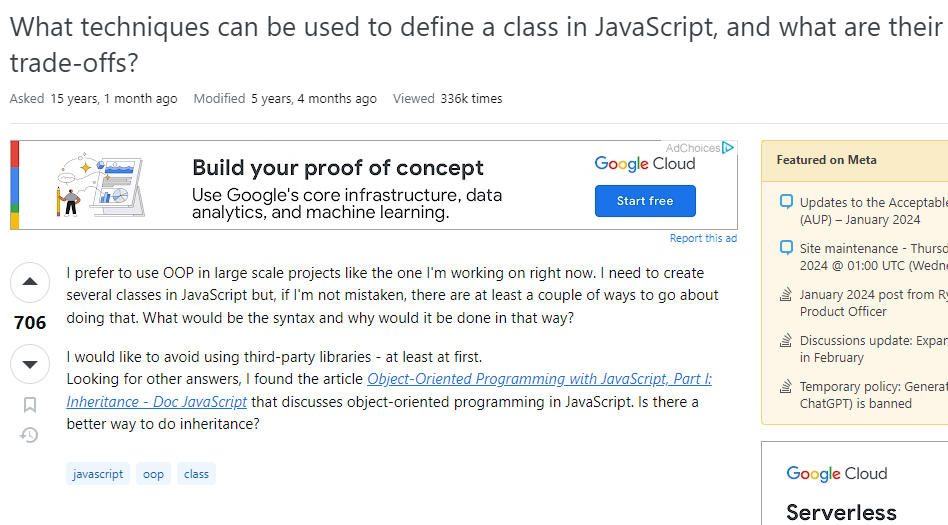 What techniques can be used to define a class in JavaScript, and what are their
trade-offs?
Asked 15 years, 1 month ago Modified 5 years, 4 months ago Viewed 336k times
AdChoices
Build your proof of concept
Use Google's core infrastructure, data
analytics, and machine learning.
Google Cloud
Start free
Report this ad
706
I prefer to use OOP in large scale projects like the one I'm working on right now. I need to create
several classes in JavaScript but, if I'm not mistaken, there are at least a couple of ways to go about
doing that. What would be the syntax and why would it be done in that way?
I would like to avoid using third-party libraries - at least at first.
Looking for other answers, I found the article Object-Oriented Programming with JavaScript, Part I:
Inheritance - Doc JavaScript that discusses object-oriented programming in JavaScript. Is there a
better way to do inheritance?
javascript oop class
Featured on Meta
Updates to the Acceptable
(AUP) – January 2024
Site maintenance - Thursd
2024 @ 01:00 UTC (Wedne
January 2024 post from Ry
Product Officer
Discussions update: Expan
in February
Temporary policy: Generat
ChatGPT) is banned
Google Cloud
Serverless